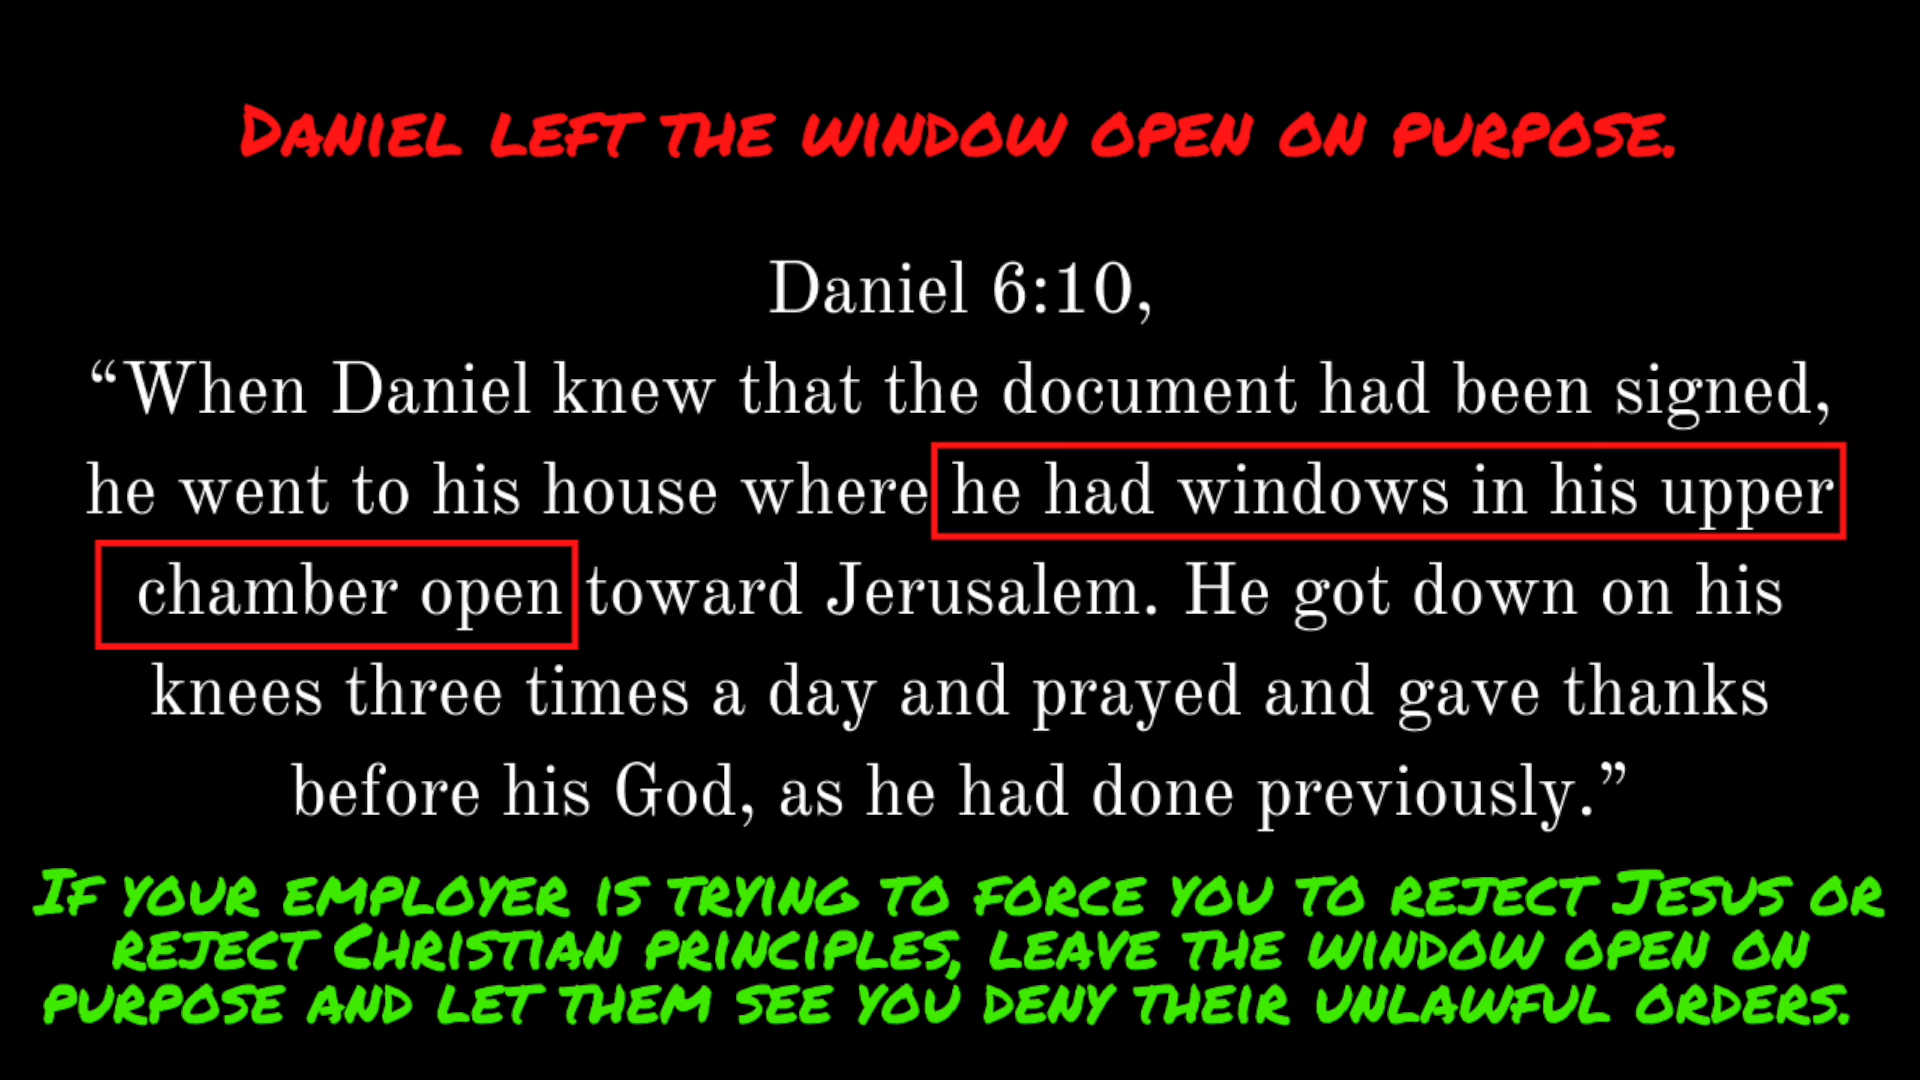 Daniel left the window open on purpose.
Daniel 6:10,
“When Daniel knew that the document had been signed,
he went to his house where he had windows in his upper
chamber open toward Jerusalem. He got down on his
knees three times a day and prayed and gave thanks
before his God, as he had done previously.”
If your employer is trying to force you to reject Jesus or
reject Christian principles, leave the window open on
purpose and let them see you deny their unlawful orders.